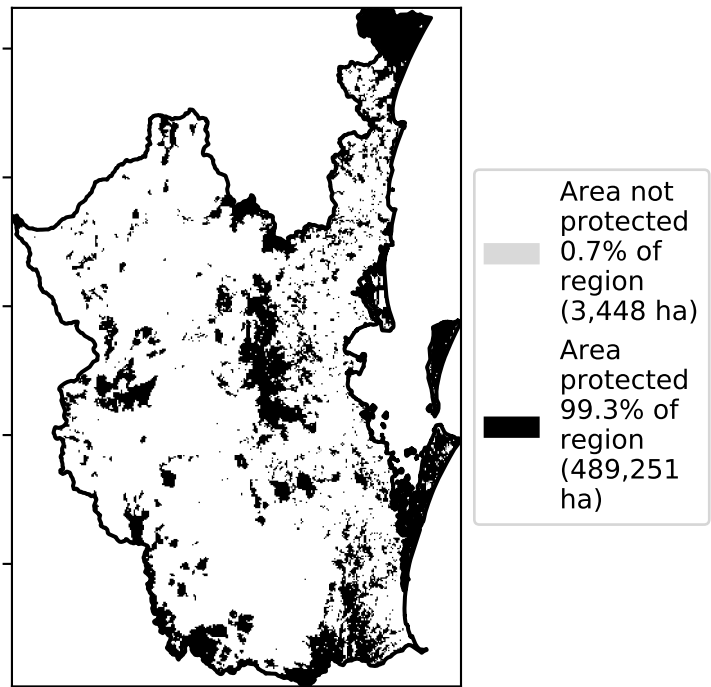 Area not
protected
0.7% of
region
(3,448 ha)
Area
protected
99.3% of
region
(489,251
ha)